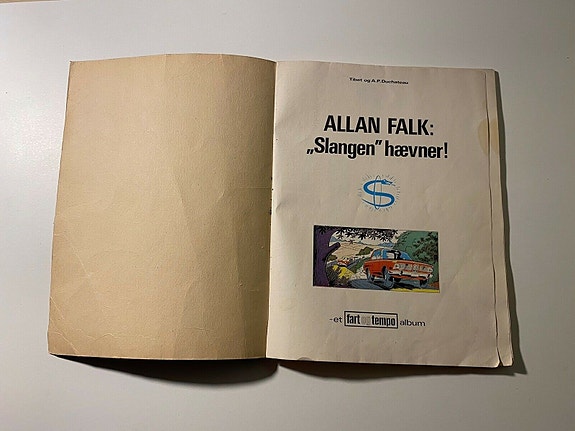 Tibet og A.P.Duchateau
ALLAN FALK:
„Slangen” hævner!
-et fart og tempo album